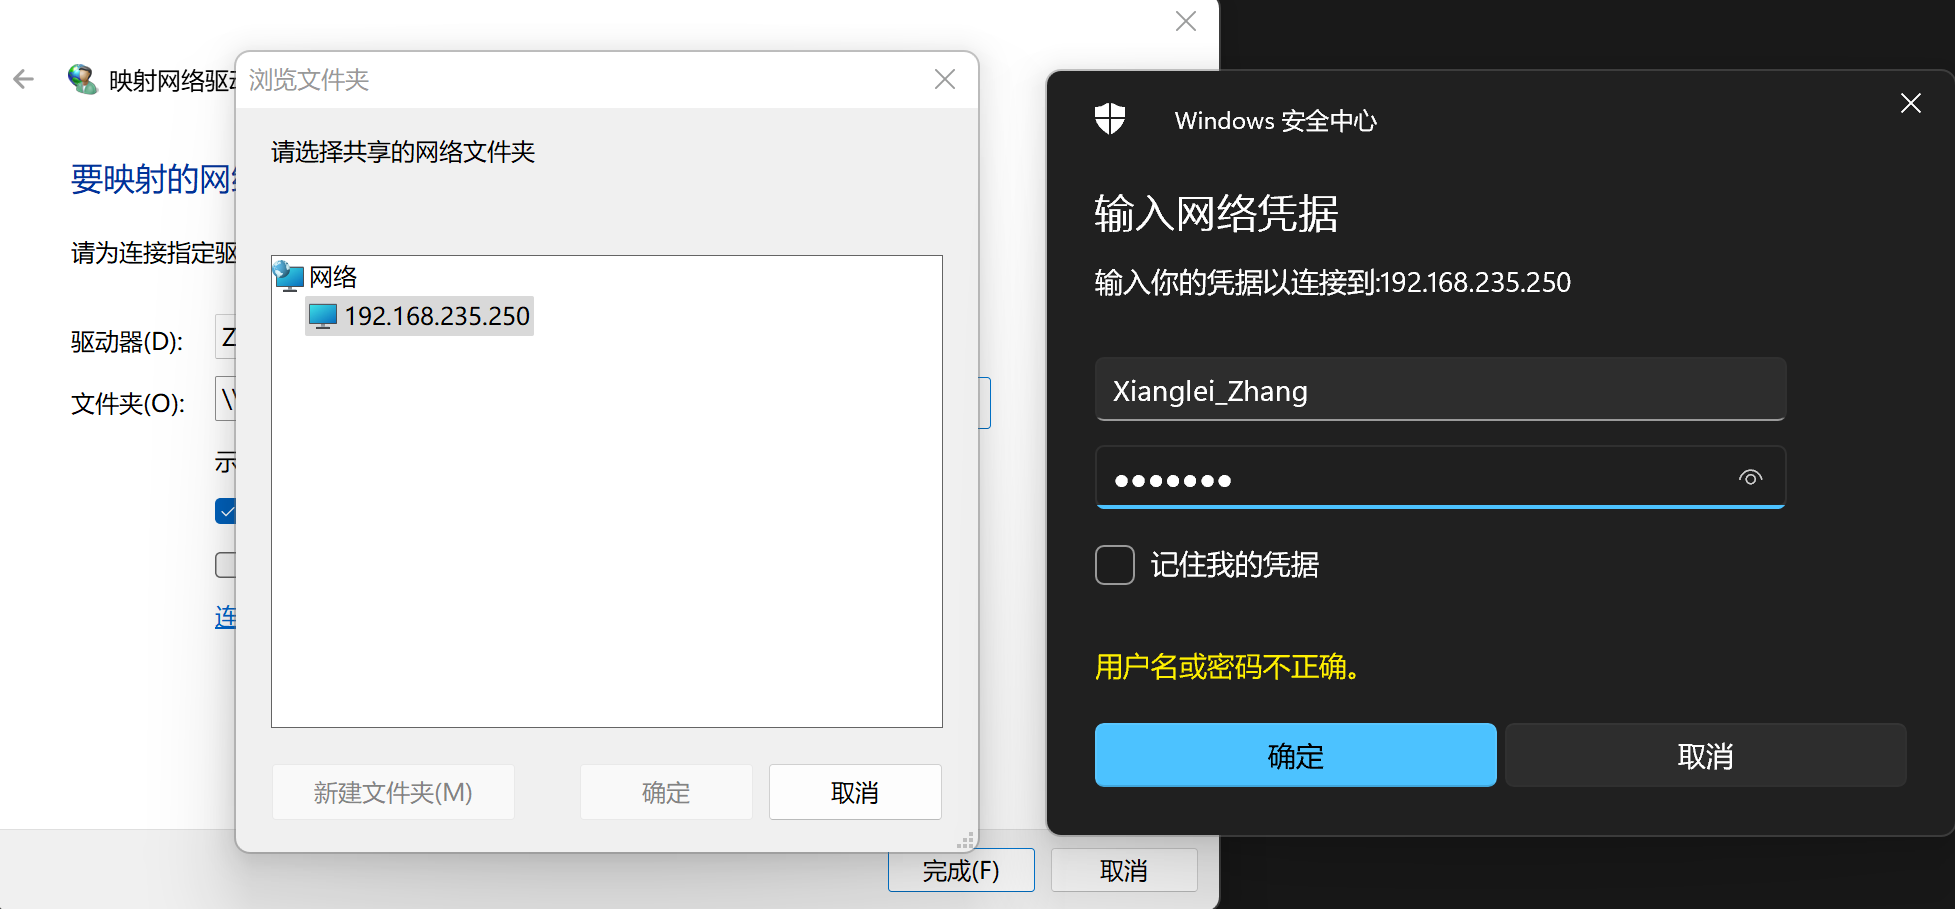 映射网络驱动
要映射的网络
请为连接指定驱
驱动器(D):
Z
文件夹(O):
\\
示
连
浏览文件夹
请选择共享的网络文件夹
网络
192.168.235.250
新建文件夹(M)
确定
取消
完成(F)
取消
Windows 安全中心
输入网络凭据
输入你的凭据以连接到:192.168.235.250
Xianglei_Zhang
●●●●●●●
记住我的凭据
用户名或密码不正确。
确定
取消